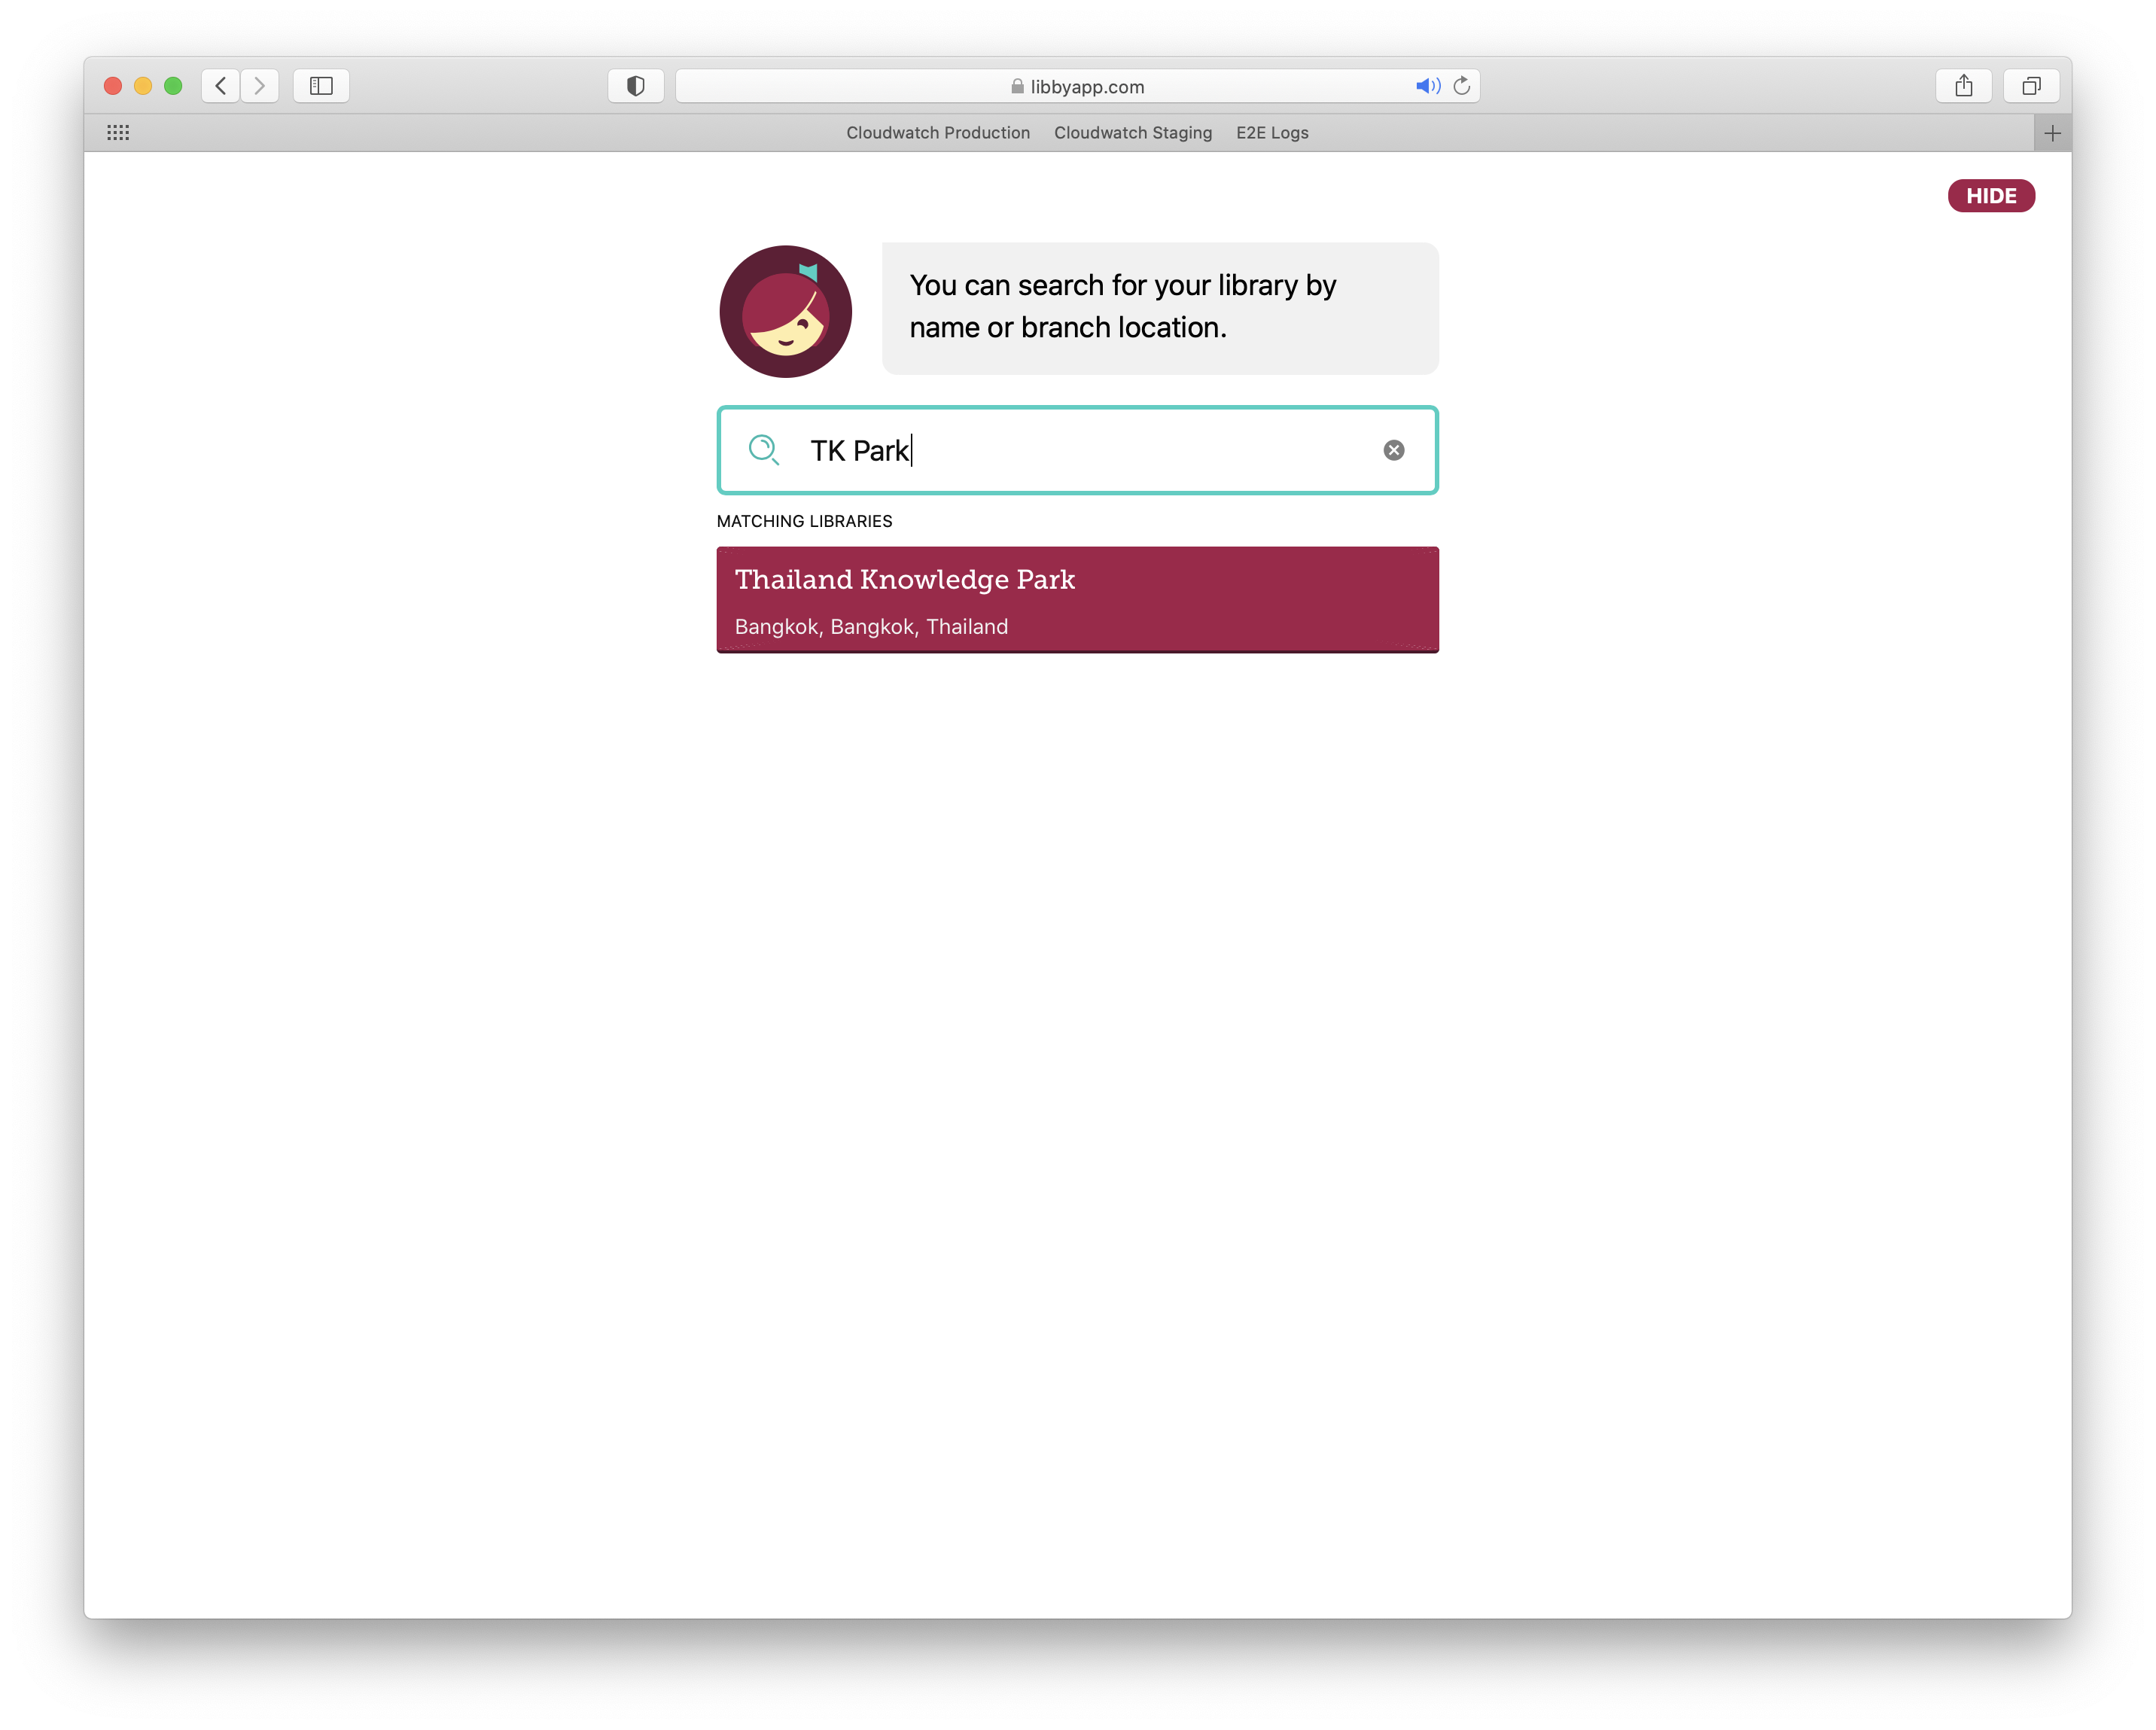 libbyapp.com
Cloudwatch Production Cloudwatch Staging E2E Logs
HIDE
You can search for your library by
name or branch location.
TK Park
MATCHING LIBRARIES
Thailand Knowledge Park
Bangkok, Bangkok, Thailand